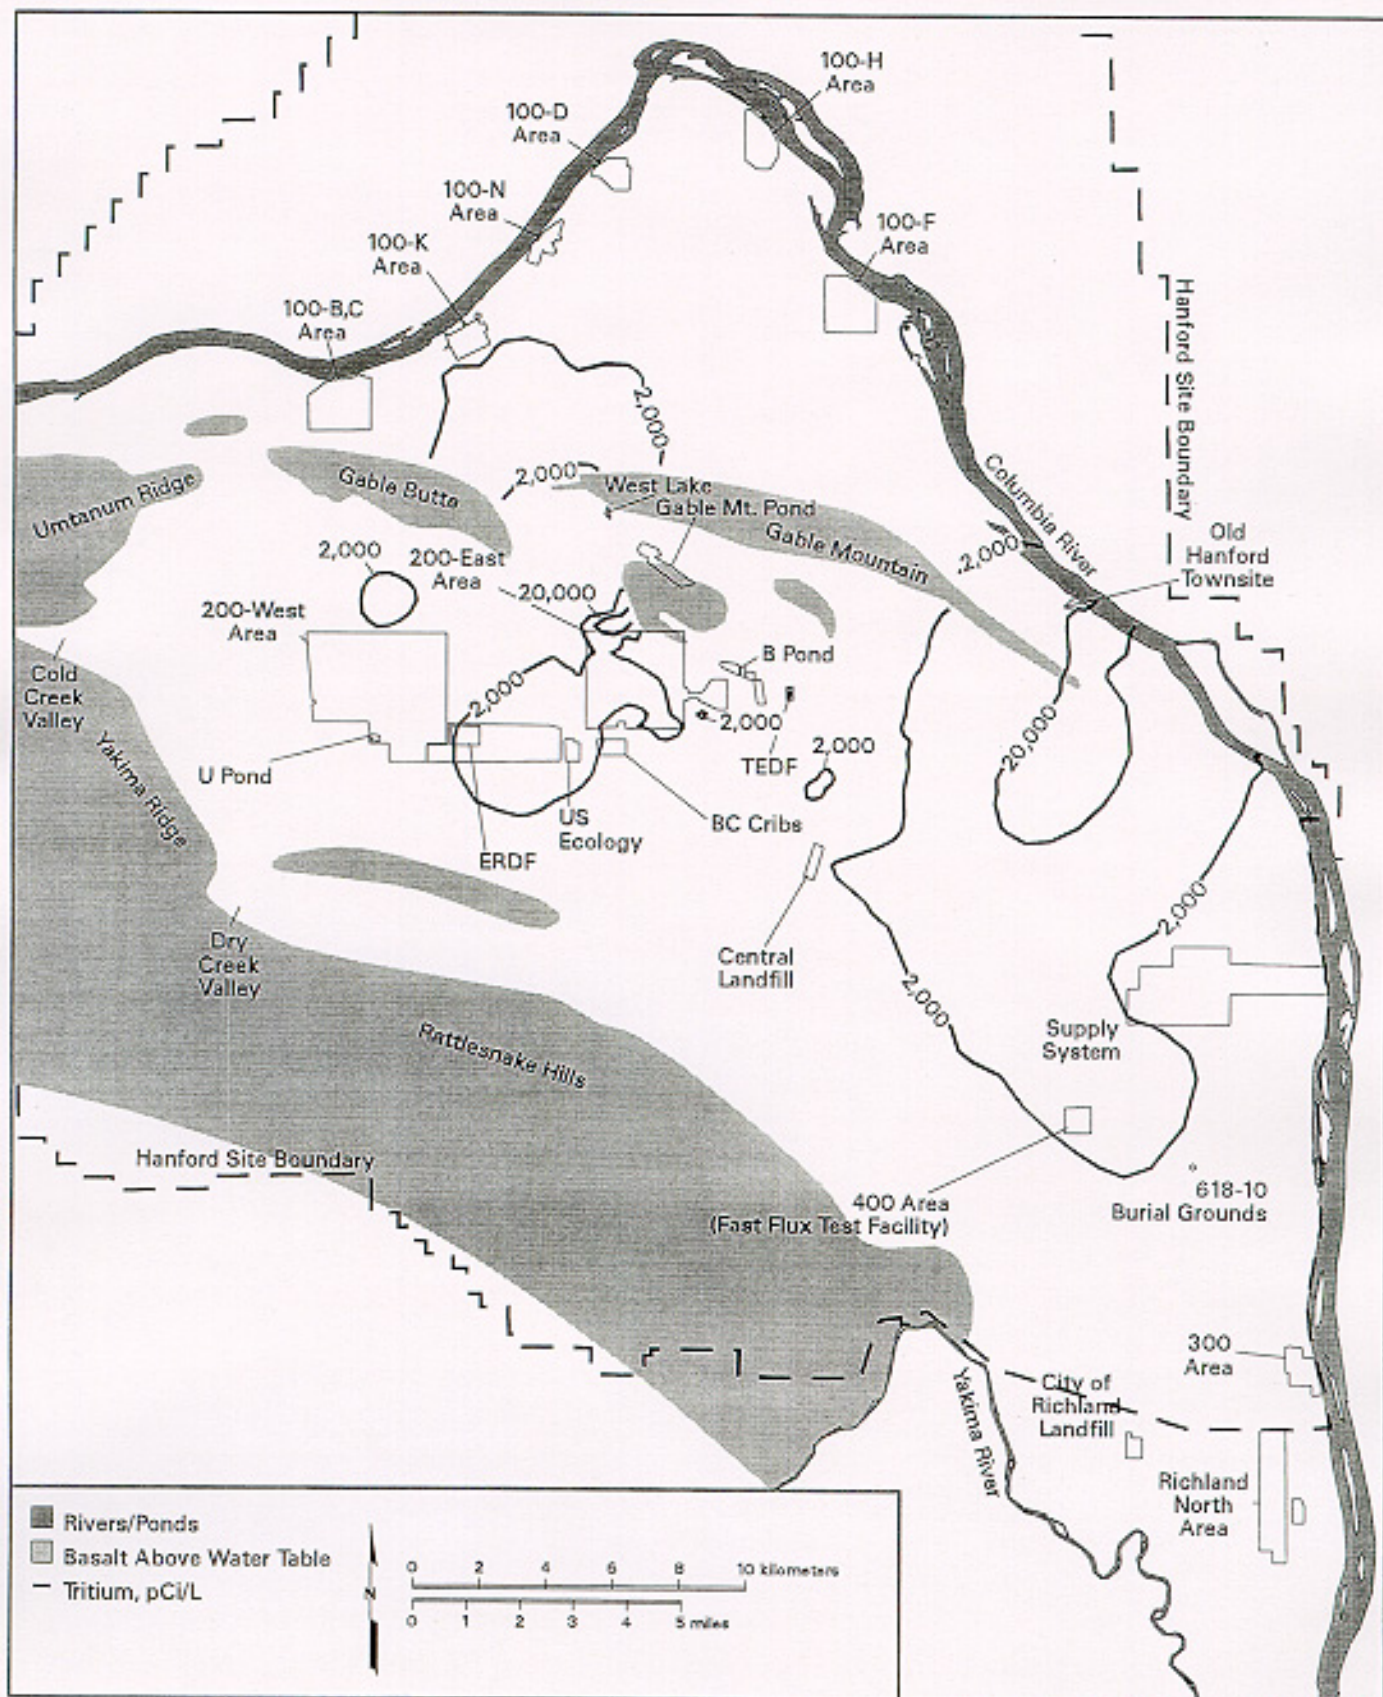 100-H
Area
100-D
Area
100-N
Area
100-F
Area
100-K
Area
Hanford Site Boundary
100-B,C
Area
2,000
Columbia River
Umtanum Ridge
Gable Butte
2,000
West Lake
Gable Mt. Pond
Gable Mountain
2,000
Old
Hanford
Townsite
2,000
200-East
Area
20,000
200-West
Area
B Pond
Cold
Creek
Valley
2,000
2,000
20,000
Yakima Ridge
U Pond
TEDF
2,000
US
Ecology
BC Cribs
ERDF
2,000
Dry
Creek
Valley
Central
Landfill
2,000
Supply
System
Rattlesnake Hills
Hanford Site Boundary
400 Area
(Fast Flux Test Facility)
618-10
Burial Grounds
300
Area
City of
Richland
Landfill
Yakima River
Richland
North
Area
Rivers/Ponds
Basalt Above Water Table
Tritium, pCi/L
N
0 2 4 6 8 10 kilometers
0 1 2 3 4 5 miles